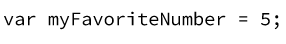 var myFavoriteNumber = 5;